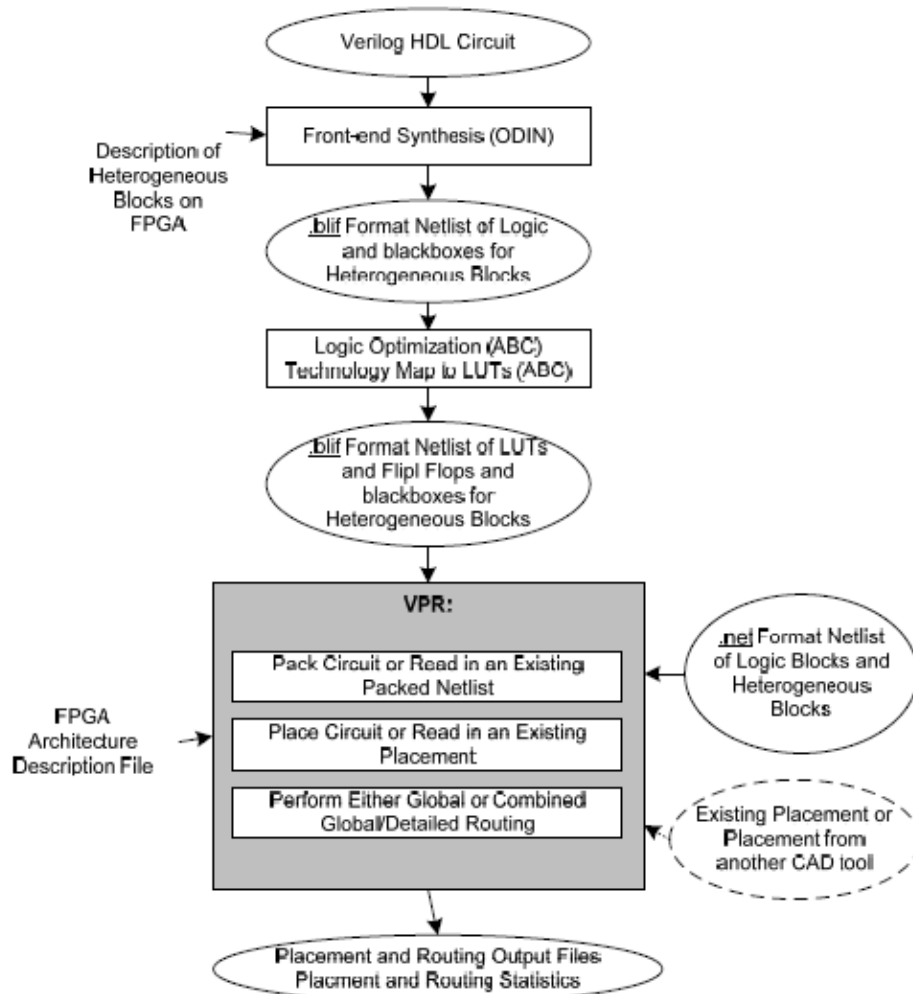 Verilog HDL Circuit
Front-end Synthesis (ODIN)
Description of
Heterogeneous
Blocks on
FPGA
.blif Format Netlist of Logic
and blackboxes for
Heterogeneous Blocks
Logic Optimization (ABC)
Technology Map to LUTs (ABC)
.blif Format Netlist of LUTs
and Flipl Flops and
blackboxes for
Heterogeneous Blocks
VPR:
Pack Circuit or Read in an Existing
Packed Netlist
Place Circuit or Read in an Existing
Placement
Perform Either Global or Combined
Global/Detailed Routing
FPGA
Architecture
Description File
.net Format Netlist
of Logic Blocks and
Heterogeneous
Blocks
Existing Placement or
Placement from
another CAD tool
Placement and Routing Output Files
Placment and Routing Statistics